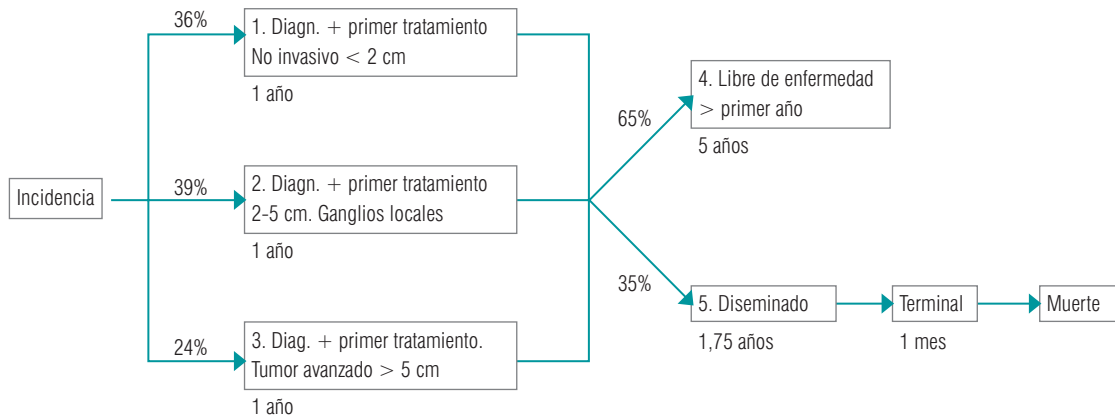 Incidencia
36%
1. Diagn. + primer tratamiento
No invasivo < 2 cm
1 año
39%
2. Diagn. + primer tratamiento
2-5 cm. Ganglios locales
1 año
24%
3. Diag. + primer tratamiento.
Tumor avanzado > 5 cm
1 año
65%
4. Libre de enfermedad
> primer año
5 años
35%
5. Diseminado
1,75 años
Terminal
1 mes
Muerte